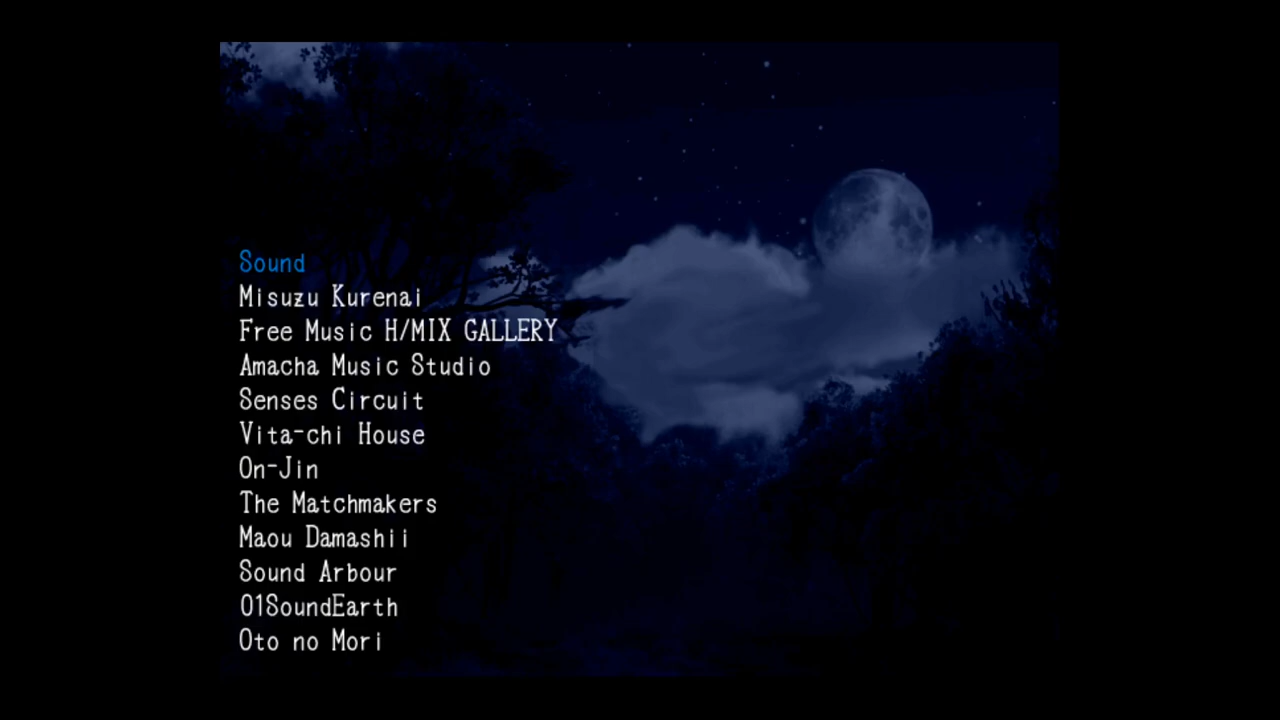 Sound
Misuzu Kurenai
Free Music H/MIX GALLERY
Amacha Music Studio
Senses Circuit
Vita-chi House
On-Jin
The Matchmakers
Maou Damashii
Sound Arbour
01SoundEarth
Oto no Mori